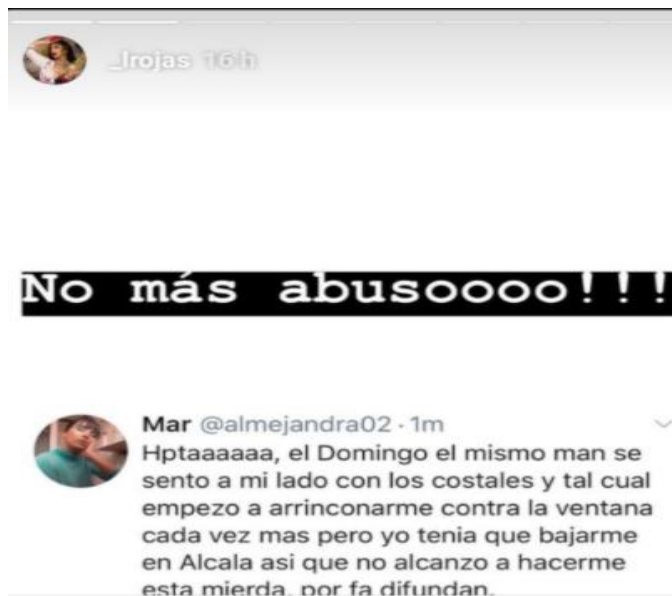 _lrojas 16 h
No más abusoooo!!!
Mar @almejandra02 · 1m
Hptaaaaaa, el Domingo el mismo man se
sento a mi lado con los costales y tal cual
empezo a arrinconarme contra la ventana
cada vez mas pero yo tenia que bajarme
en Alcala asi que no alcanzo a hacerme
esta mierda, por fa difundan.